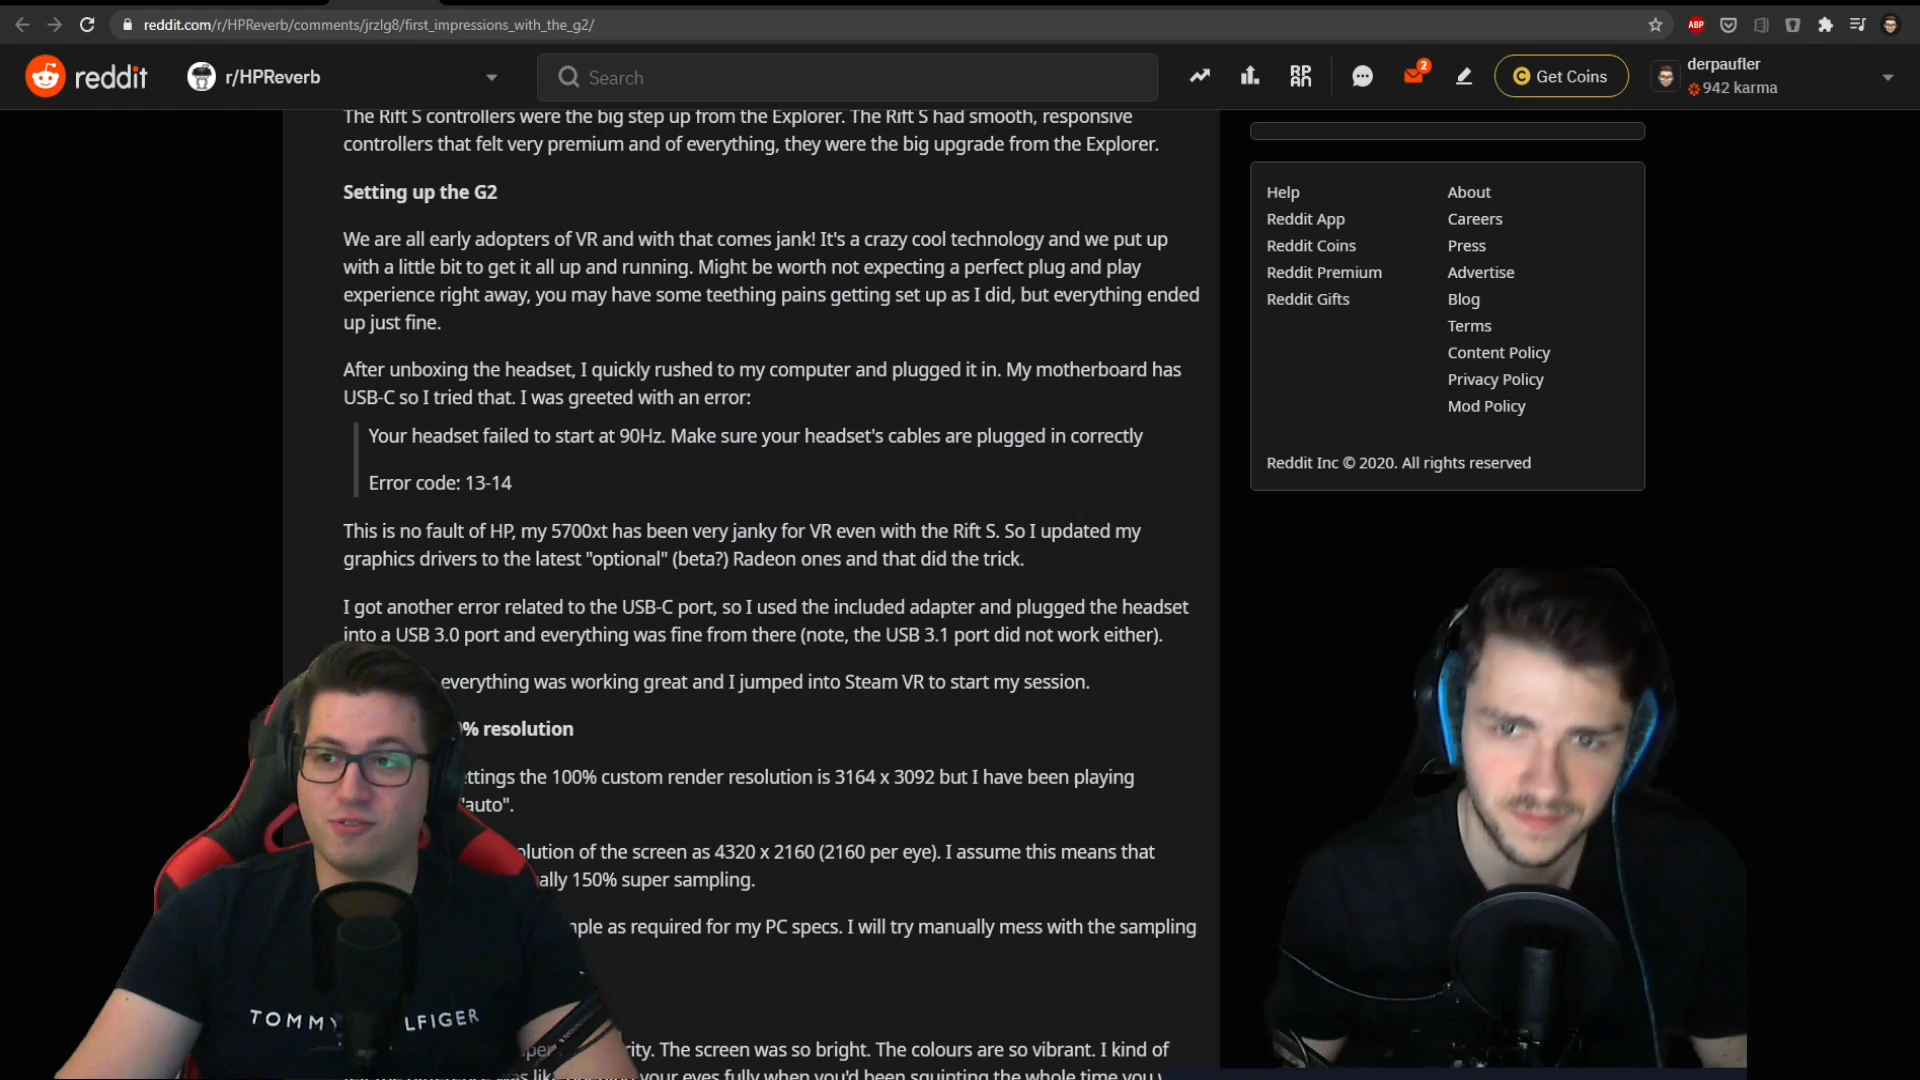 reddit.com/r/HPReverb/comments/jrzlg8/first_impressions_with_the_g2/
ABP
reddit
r/HPReverb
Search
2
Get Coins
derpaufler
942 karma
The Rift S controllers were the big step up from the Explorer. The Rift S had smooth, responsive
controllers that felt very premium and of everything, they were the big upgrade from the Explorer.
Setting up the G2
We are all early adopters of VR and with that comes jank! It's a crazy cool technology and we put up
with a little bit to get it all up and running. Might be worth not expecting a perfect plug and play
experience right away, you may have some teething pains getting set up as I did, but everything ended
up just fine.
After unboxing the headset, I quickly rushed to my computer and plugged it in. My motherboard has
USB-C so I tried that. I was greeted with an error:
Your headset failed to start at 90Hz. Make sure your headset's cables are plugged in correctly
Error code: 13-14
This is no fault of HP, my 5700xt has been very janky for VR even with the Rift S. So I updated my
graphics drivers to the latest "optional" (beta?) Radeon ones and that did the trick.
I got another error related to the USB-C port, so I used the included adapter and plugged the headset
into a USB 3.0 port and everything was fine from there (note, the USB 3.1 port did not work either).
everything was working great and I jumped into Steam VR to start my session.
% resolution
ettings the 100% custom render resolution is 3164 x 3092 but I have been playing
"auto".
olution of the screen as 4320 x 2160 (2160 per eye). I assume this means that
ally 150% super sampling.
mple as required for my PC specs. I will try manually mess with the sampling
rity. The screen was so bright. The colours are so vibrant. I kind of
your eyes fully when you'd been squinting the whole time you
Help
Reddit App
Reddit Coins
Reddit Premium
Reddit Gifts
About
Careers
Press
Advertise
Blog
Terms
Content Policy
Privacy Policy
Mod Policy
Reddit Inc © 2020. All rights reserved
TOMMY LFIGER